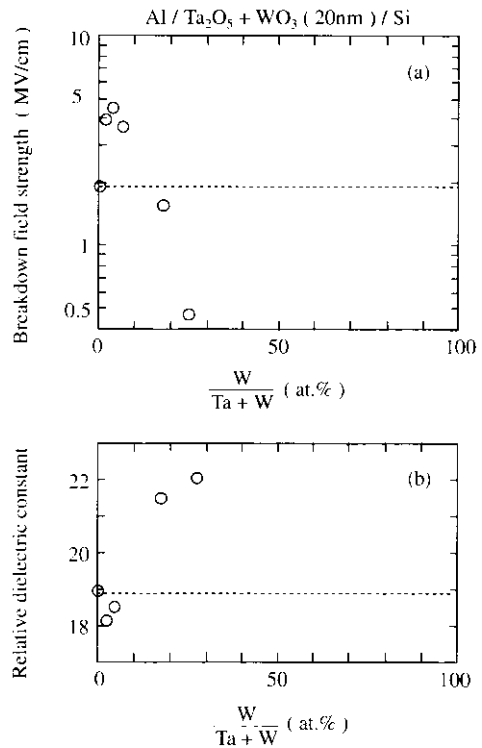 Al / Ta₂O₅ + WO₃ ( 20nm ) / Si
Breakdown field strength ( MV/cm )
(a)
10
5
1
0.5
0 50 100
W
Ta + W ( at.% )
Relative dielectric constant
(b)
22
20
18
0 50 100
W
Ta + W (at.%)